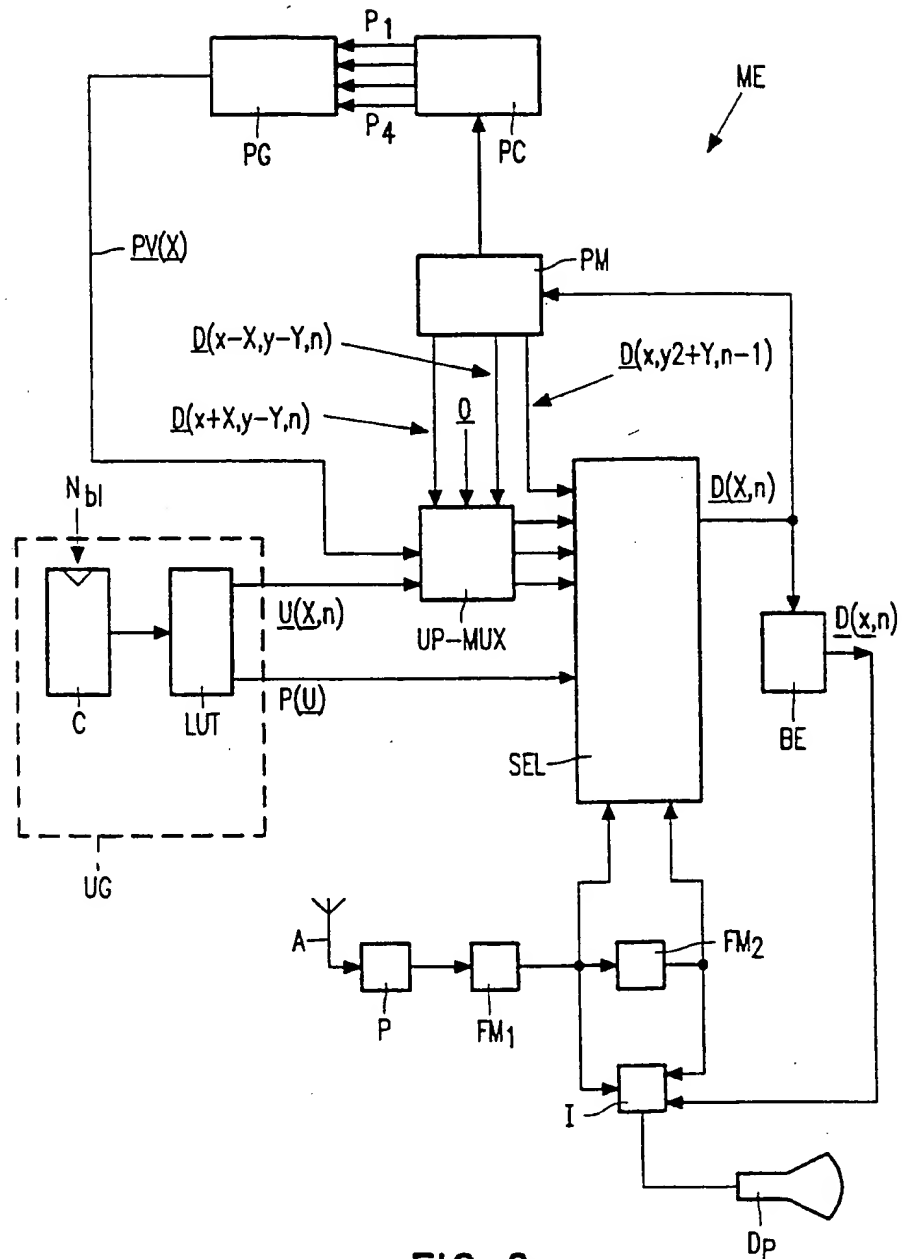 P1
ME
P4
PG
PC
PV(X)
PM
D(x-X,y-Y,n)
D(x,y2+Y,n-1)
D(x+X,y-Y,n)
0
Nbl
D(X,n)
U(X,n)
UP-MUX
D(x,n)
P(U)
C
LUT
BE
SEL
UG
A
FM2
P
FM1
I
Dp